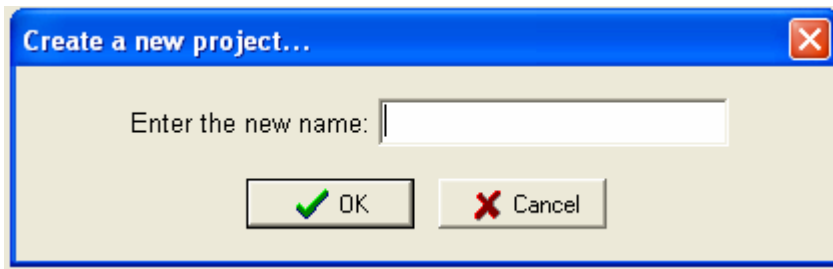 Create a new project...
Enter the new name:
OK Cancel